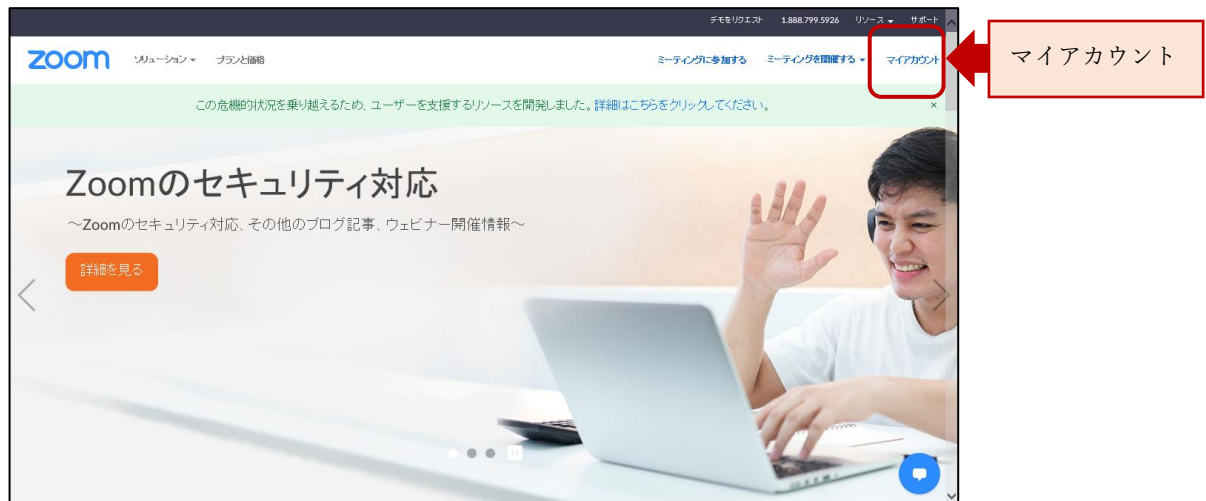 デモをリクエスト 1.888.799.5926 リソース サポート
zoom ソリューション プランと価格 ミーティングに参加する ミーティングを開催する マイアカウント
マイアカウント
この危機的状況を乗り越えるため、ユーザーを支援するリソースを開発しました。詳細はこちらをクリックしてください。 ×
Zoomのセキュリティ対応
～Zoomのセキュリティ対応、その他のブログ記事、ウェビナー開催情報～
詳細を見る